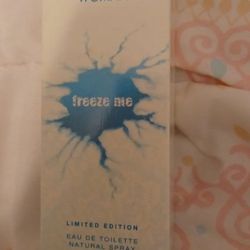 freeze me
LIMITED EDITION
EAU DE TOILETTE
NATURAL SPRAY